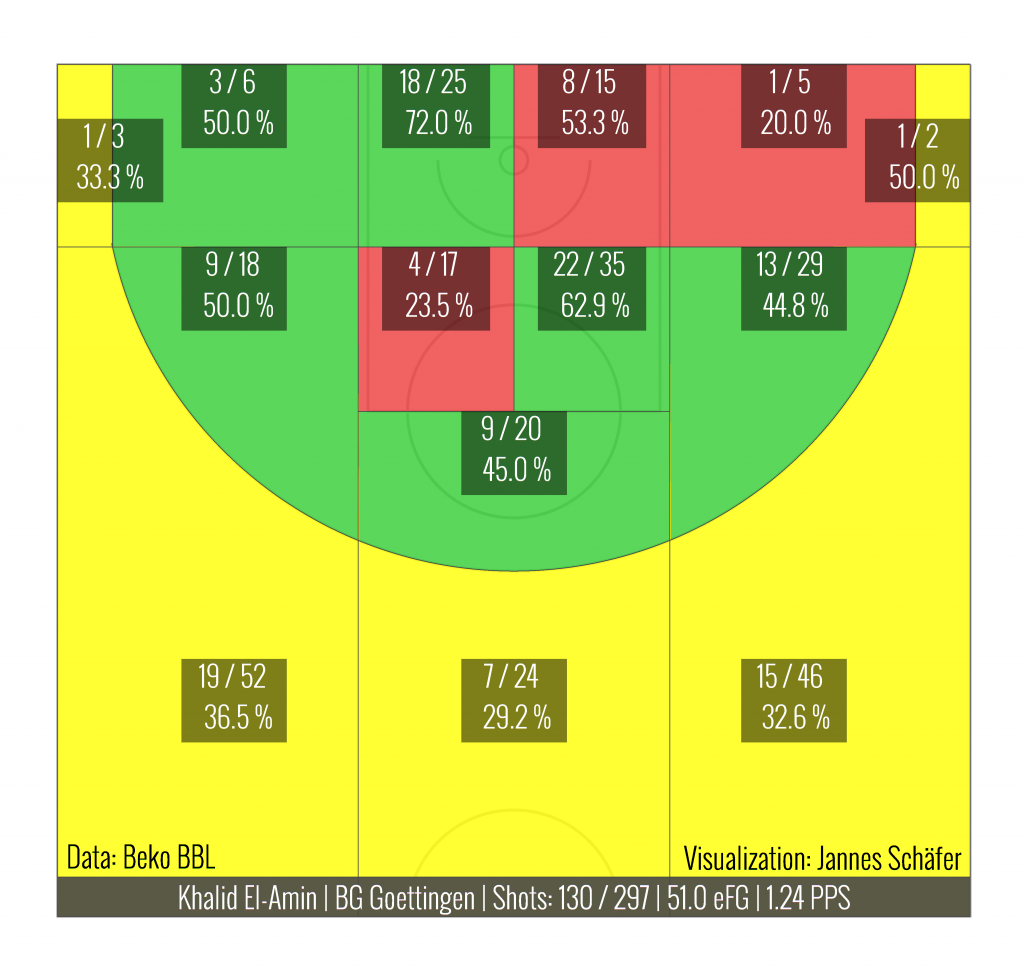 3 / 6
50.0 %
18 / 25
72.0 %
8 / 15
53.3 %
1 / 5
20.0 %
1 / 3
33.3 %
1 / 2
50.0 %
9 / 18
50.0 %
4 / 17
23.5 %
22 / 35
62.9 %
13 / 29
44.8 %
9 / 20
45.0 %
19 / 52
36.5 %
7 / 24
29.2 %
15 / 46
32.6 %
Data: Beko BBL
Visualization: Jannes Schäfer
Khalid El-Amin | BG Goettingen | Shots: 130 / 297 | 51.0 eFG | 1.24 PPS